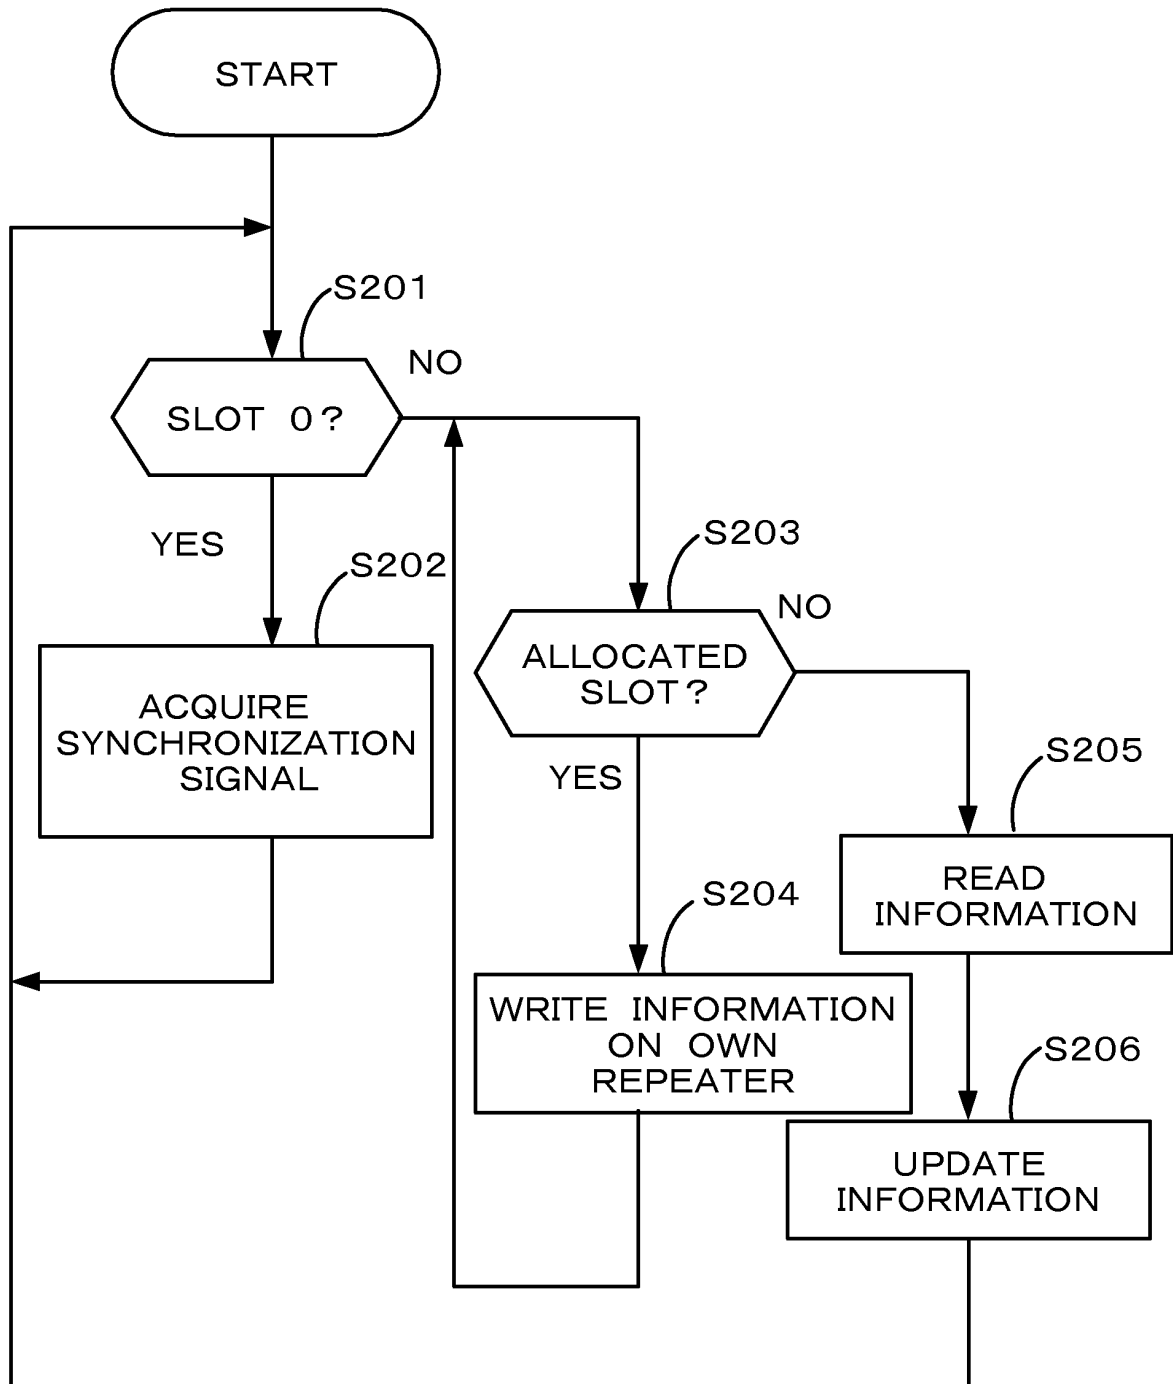 START
S201
NO
SLOT 0?
YES
S202
S203
NO
ACQUIRE
SYNCHRONIZATION
SIGNAL
ALLOCATED
SLOT?
YES
S205
READ
INFORMATION
S204
WRITE INFORMATION
ON OWN
REPEATER
S206
UPDATE
INFORMATION